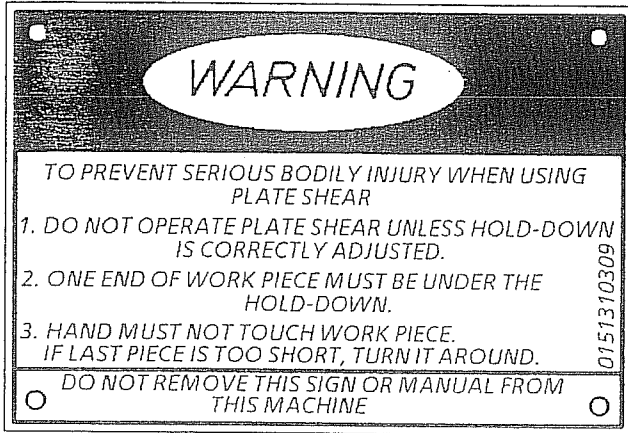 WARNING
TO PREVENT SERIOUS BODILY INJURY WHEN USING
PLATE SHEAR
1. DO NOT OPERATE PLATE SHEAR UNLESS HOLD-DOWN
IS CORRECTLY ADJUSTED.
2. ONE END OF WORK PIECE MUST BE UNDER THE
HOLD-DOWN.
3. HAND MUST NOT TOUCH WORK PIECE.
IF LAST PIECE IS TOO SHORT, TURN IT AROUND.
0151310309
DO NOT REMOVE THIS SIGN OR MANUAL FROM
THIS MACHINE